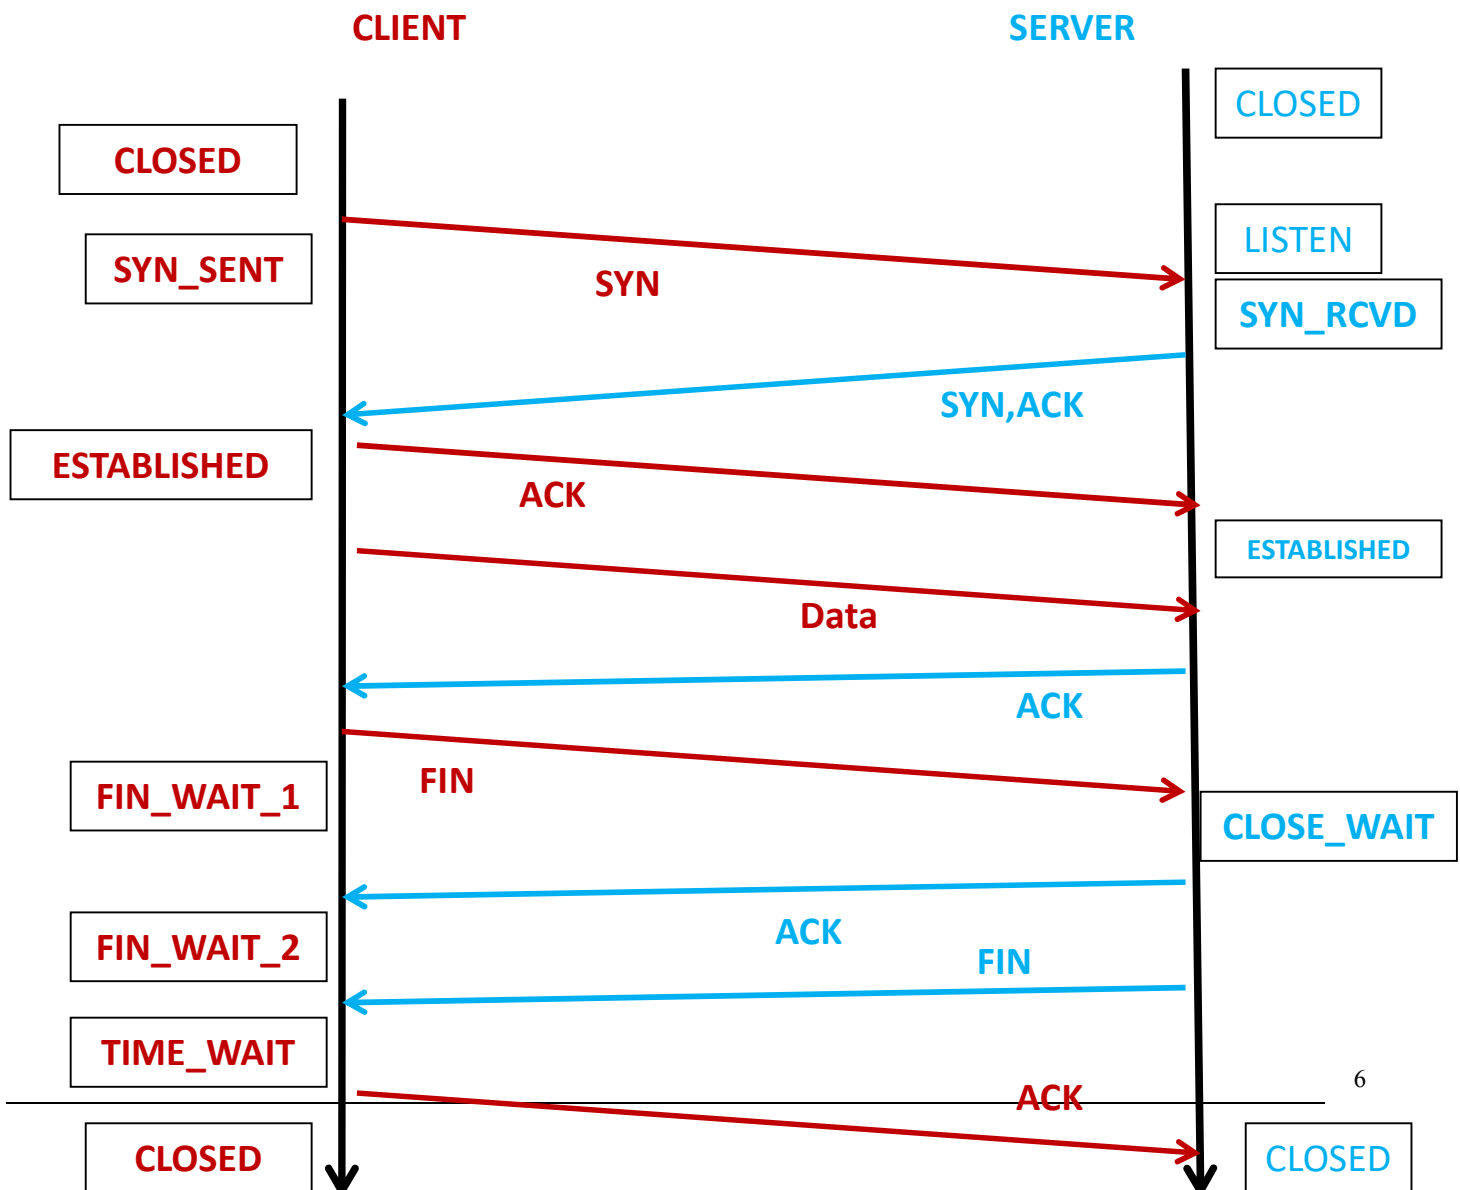 CLIENT
SERVER
CLOSED
CLOSED
LISTEN
SYN_SENT
SYN
SYN_RCVD
SYN,ACK
ESTABLISHED
ACK
ESTABLISHED
Data
ACK
FIN
FIN_WAIT_1
CLOSE_WAIT
ACK
FIN_WAIT_2
FIN
TIME_WAIT
6
ACK
CLOSED
CLOSED